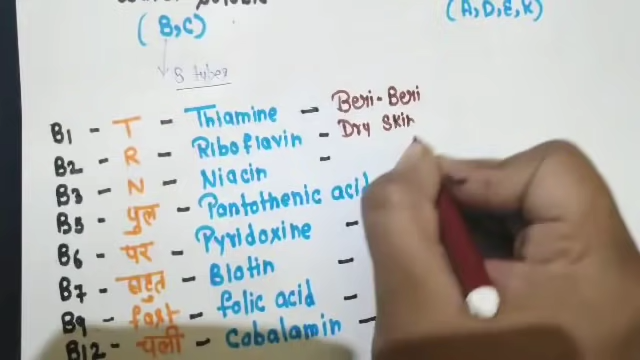 (B,C)
(A,D,E,K)
8 types
B1 - T - Thiamine - Beri-Beri
B2 - R - Riboflavin - Dry Skin
B3 - N - Niacin -
B5 - पुल - Pantothenic acid
B6 - पर - Pyridoxine -
B7 - बहुत - Biotin -
B9 - fast - folic acid -
B12 - चली - Cobalamin -